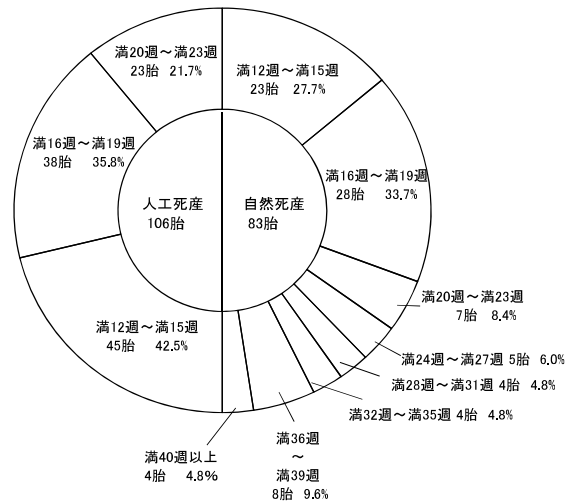 満20週～満23週
23胎 21.7%
満12週～満15週
23胎 27.7%
満16週～満19週
38胎 35.8%
満16週～満19週
28胎 33.7%
人工死産
106胎
自然死産
83胎
満12週～満15週
45胎 42.5%
満20週～満23週
7胎 8.4%
満24週～満27週 5胎 6.0%
満28週～満31週 4胎 4.8%
満32週～満35週 4胎 4.8%
満36週
～
満39週
8胎 9.6%
満40週以上
4胎 4.8%